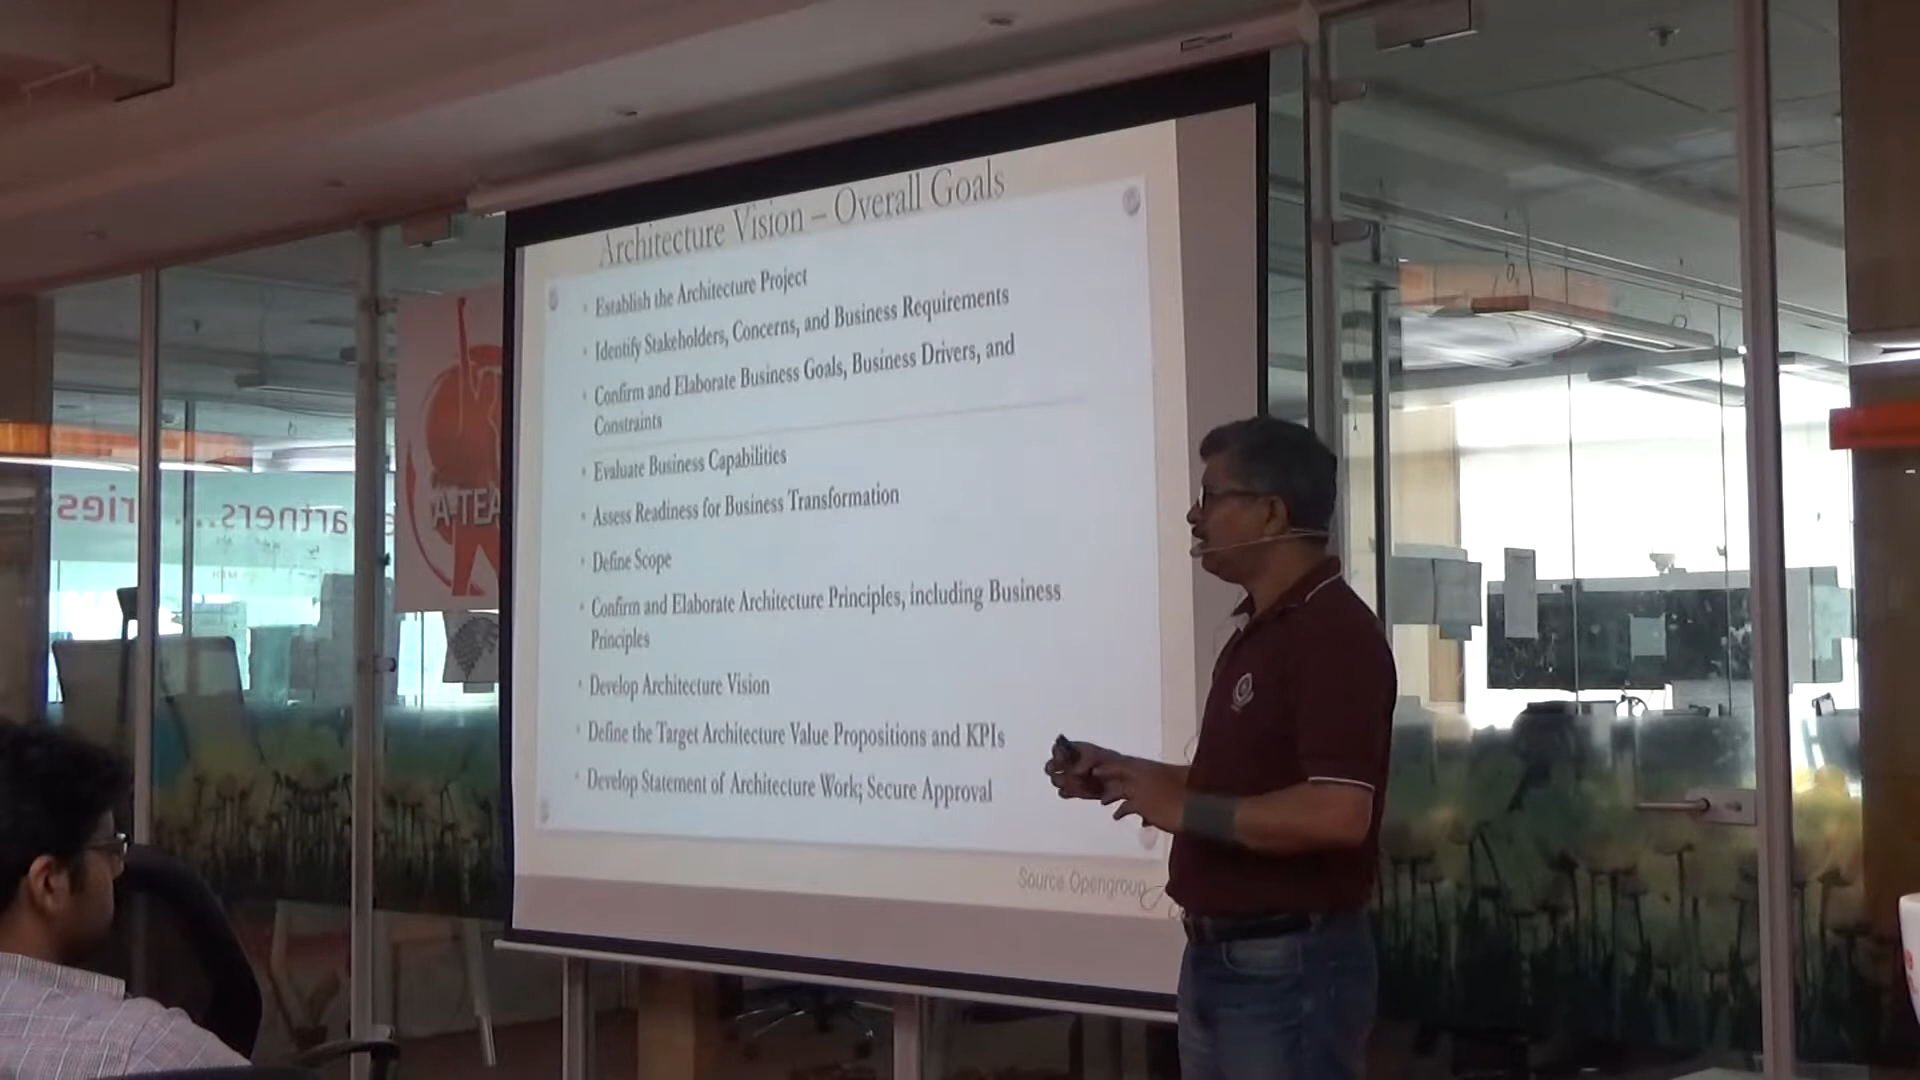 Architecture Vision – Overall Goals
Establish the Architecture Project
Identify Stakeholders, Concerns, and Business Requirements
Confirm and Elaborate Business Goals, Business Drivers, and
Constraints
Evaluate Business Capabilities
Assess Readiness for Business Transformation
Define Scope
Confirm and Elaborate Architecture Principles, including Business
Principles
Develop Architecture Vision
Define the Target Architecture Value Propositions and KPIs
Develop Statement of Architecture Work; Secure Approval
Source: Opengroup
A-TEA